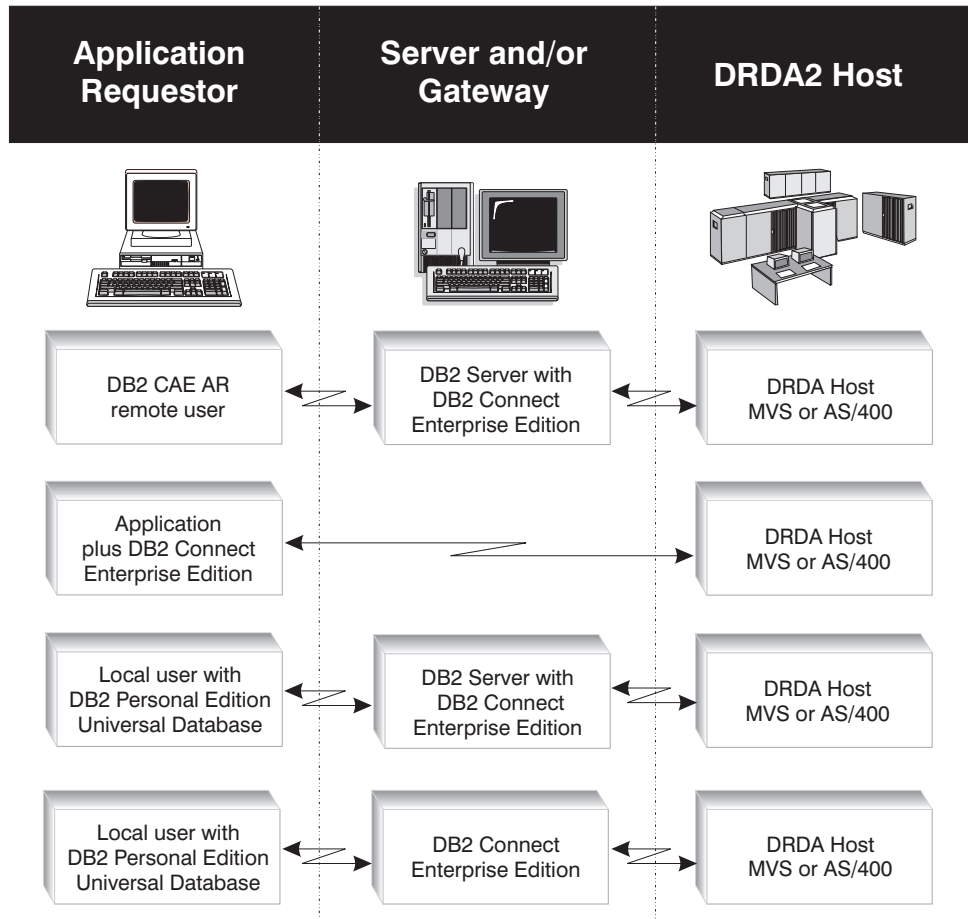 Application
Requestor
Server and/or
Gateway
DRDA2 Host
DB2 CAE AR
remote user
DB2 Server with
DB2 Connect
Enterprise Edition
DRDA Host
MVS or AS/400
Application
plus DB2 Connect
Enterprise Edition
DRDA Host
MVS or AS/400
Local user with
DB2 Personal Edition
Universal Database
DB2 Server with
DB2 Connect
Enterprise Edition
DRDA Host
MVS or AS/400
Local user with
DB2 Personal Edition
Universal Database
DB2 Connect
Enterprise Edition
DRDA Host
MVS or AS/400